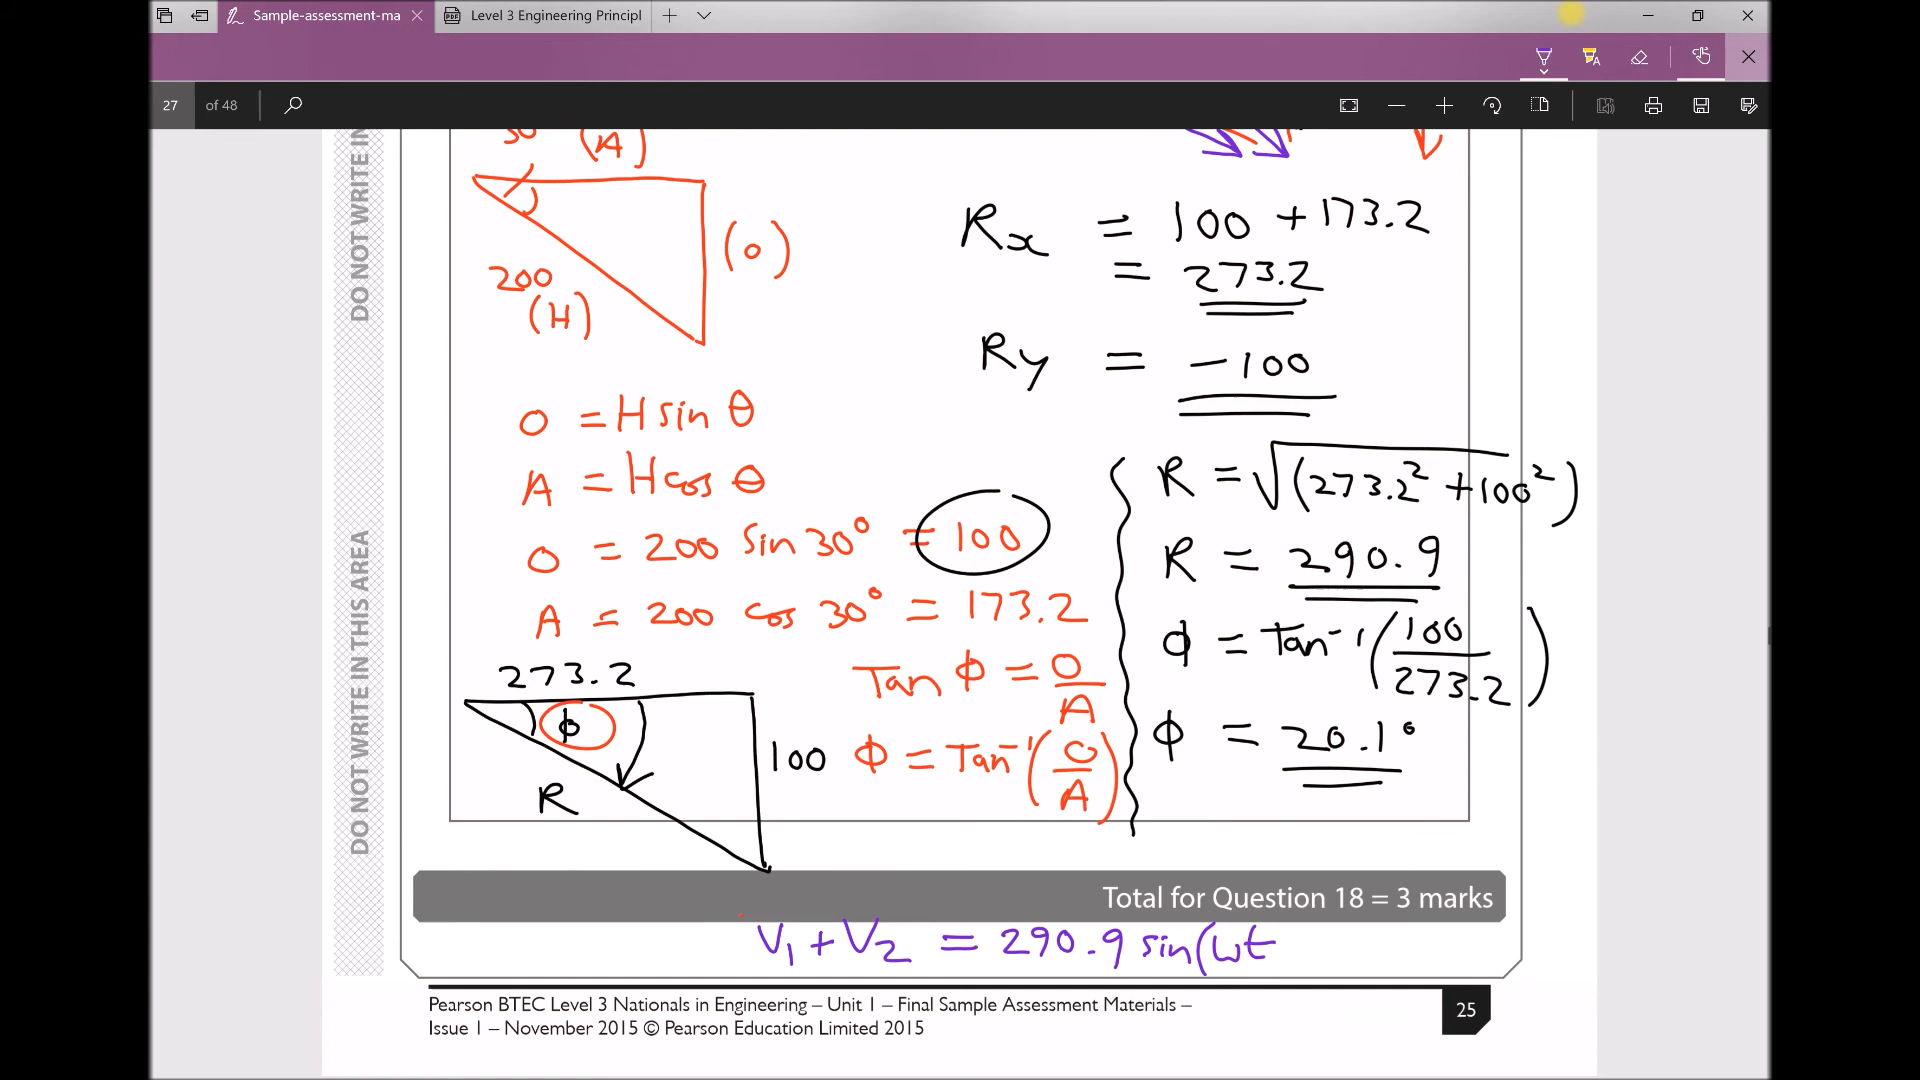 Sample-assessment-ma
Level 3 Engineering Principl
27 of 48
DO NOT WRITE IN
DO NOT WRITE IN THIS AREA
30 (A)
200
(H)
(O)
O = H sin θ
A = H cos θ
O = 200 sin 30° = 100
A = 200 cos 30° = 173.2
Rx = 100 + 173.2
= 273.2
Ry = -100
R = √(273.2² + 100²)
R = 290.9
ϕ = Tan⁻¹(100/273.2)
ϕ = 20.1°
273.2
ϕ
R
100
Tan ϕ = O/A
ϕ = Tan⁻¹(O/A)
Total for Question 18 = 3 marks
V₁ + V₂ = 290.9 sin(ωt
Pearson BTEC Level 3 Nationals in Engineering – Unit 1 – Final Sample Assessment Materials –
Issue 1 – November 2015 © Pearson Education Limited 2015
25